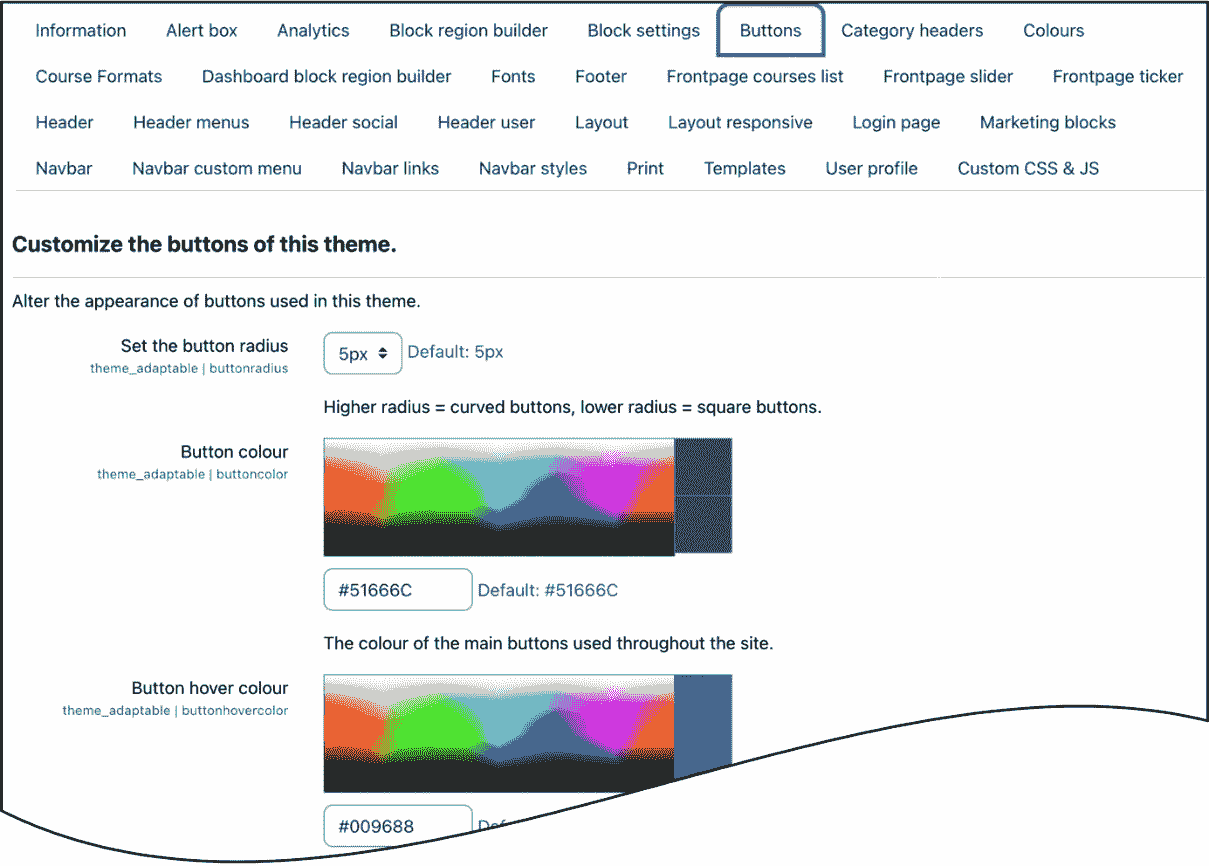 Information Alert box Analytics Block region builder Block settings Buttons Category headers Colours
Course Formats Dashboard block region builder Fonts Footer Frontpage courses list Frontpage slider Frontpage ticker
Header Header menus Header social Header user Layout Layout responsive Login page Marketing blocks
Navbar Navbar custom menu Navbar links Navbar styles Print Templates User profile Custom CSS & JS
Customize the buttons of this theme.
Alter the appearance of buttons used in this theme.
Set the button radius 5px Default: 5px
theme_adaptable | buttonradius
Higher radius = curved buttons, lower radius = square buttons.
Button colour
theme_adaptable | buttoncolor
#51666C Default: #51666C
The colour of the main buttons used throughout the site.
Button hover colour
theme_adaptable | buttonhovercolor
#009688